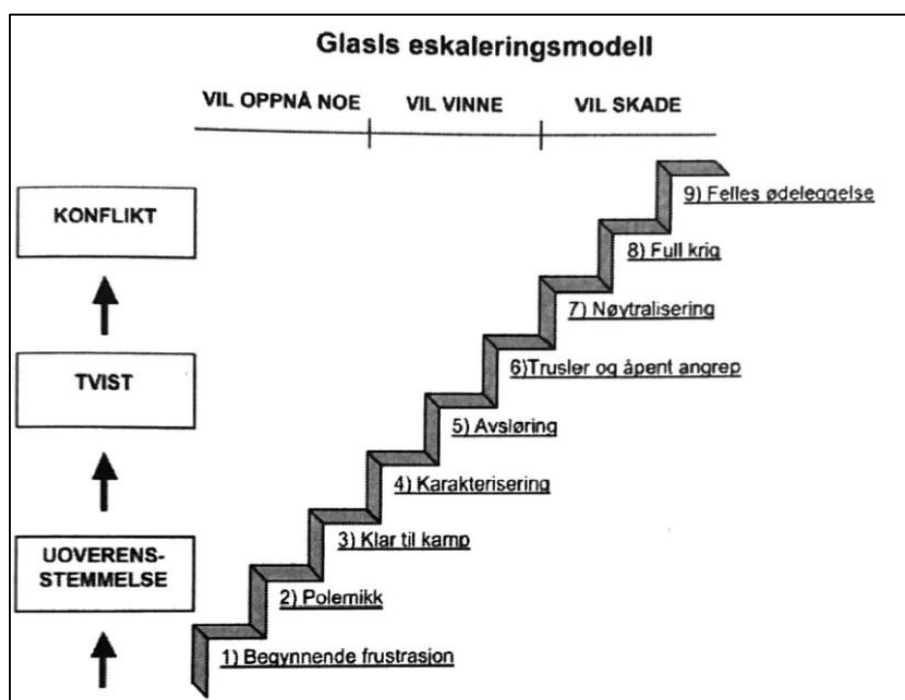 Glasls eskaleringsmodell
VIL OPPNÅ NOE
VIL VINNE
VIL SKADE
KONFLIKT
TVIST
UOVERENS-
STEMMELSE
9) Felles ødeleggelse
8) Full krig
7) Nøytralisering
6)Trusler og åpent angrep
5) Avsløring
4) Karakterisering
3) Klar til kamp
2) Polemikk
1) Begynnende frustrasjon